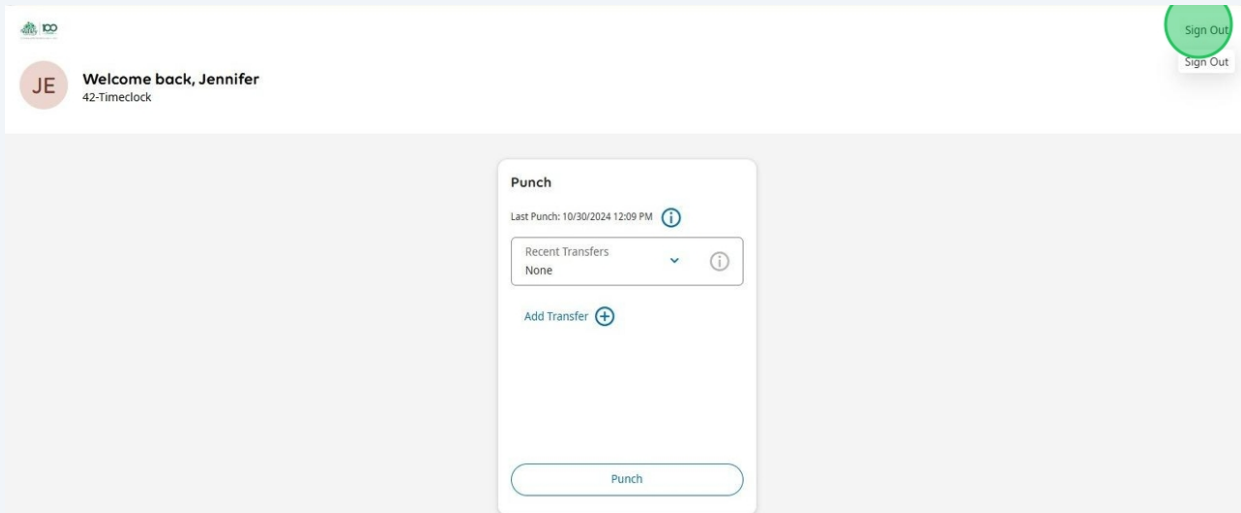 100
Sign Out
Sign Out
JE
Welcome back, Jennifer
42-Timeclock
Punch
Last Punch: 10/30/2024 12:09 PM
Recent Transfers
None
Add Transfer
Punch